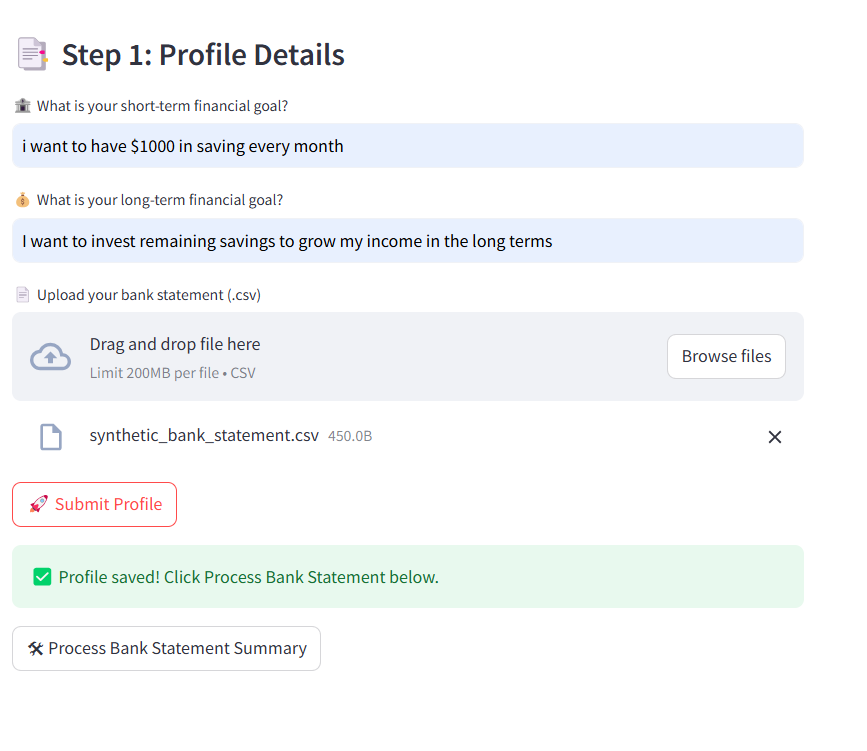 Step 1: Profile Details
What is your short-term financial goal?
i want to have $1000 in saving every month
What is your long-term financial goal?
I want to invest remaining savings to grow my income in the long terms
Upload your bank statement (.csv)
Drag and drop file here
Limit 200MB per file • CSV
Browse files
synthetic_bank_statement.csv 450.0B
Submit Profile
Profile saved! Click Process Bank Statement below.
Process Bank Statement Summary